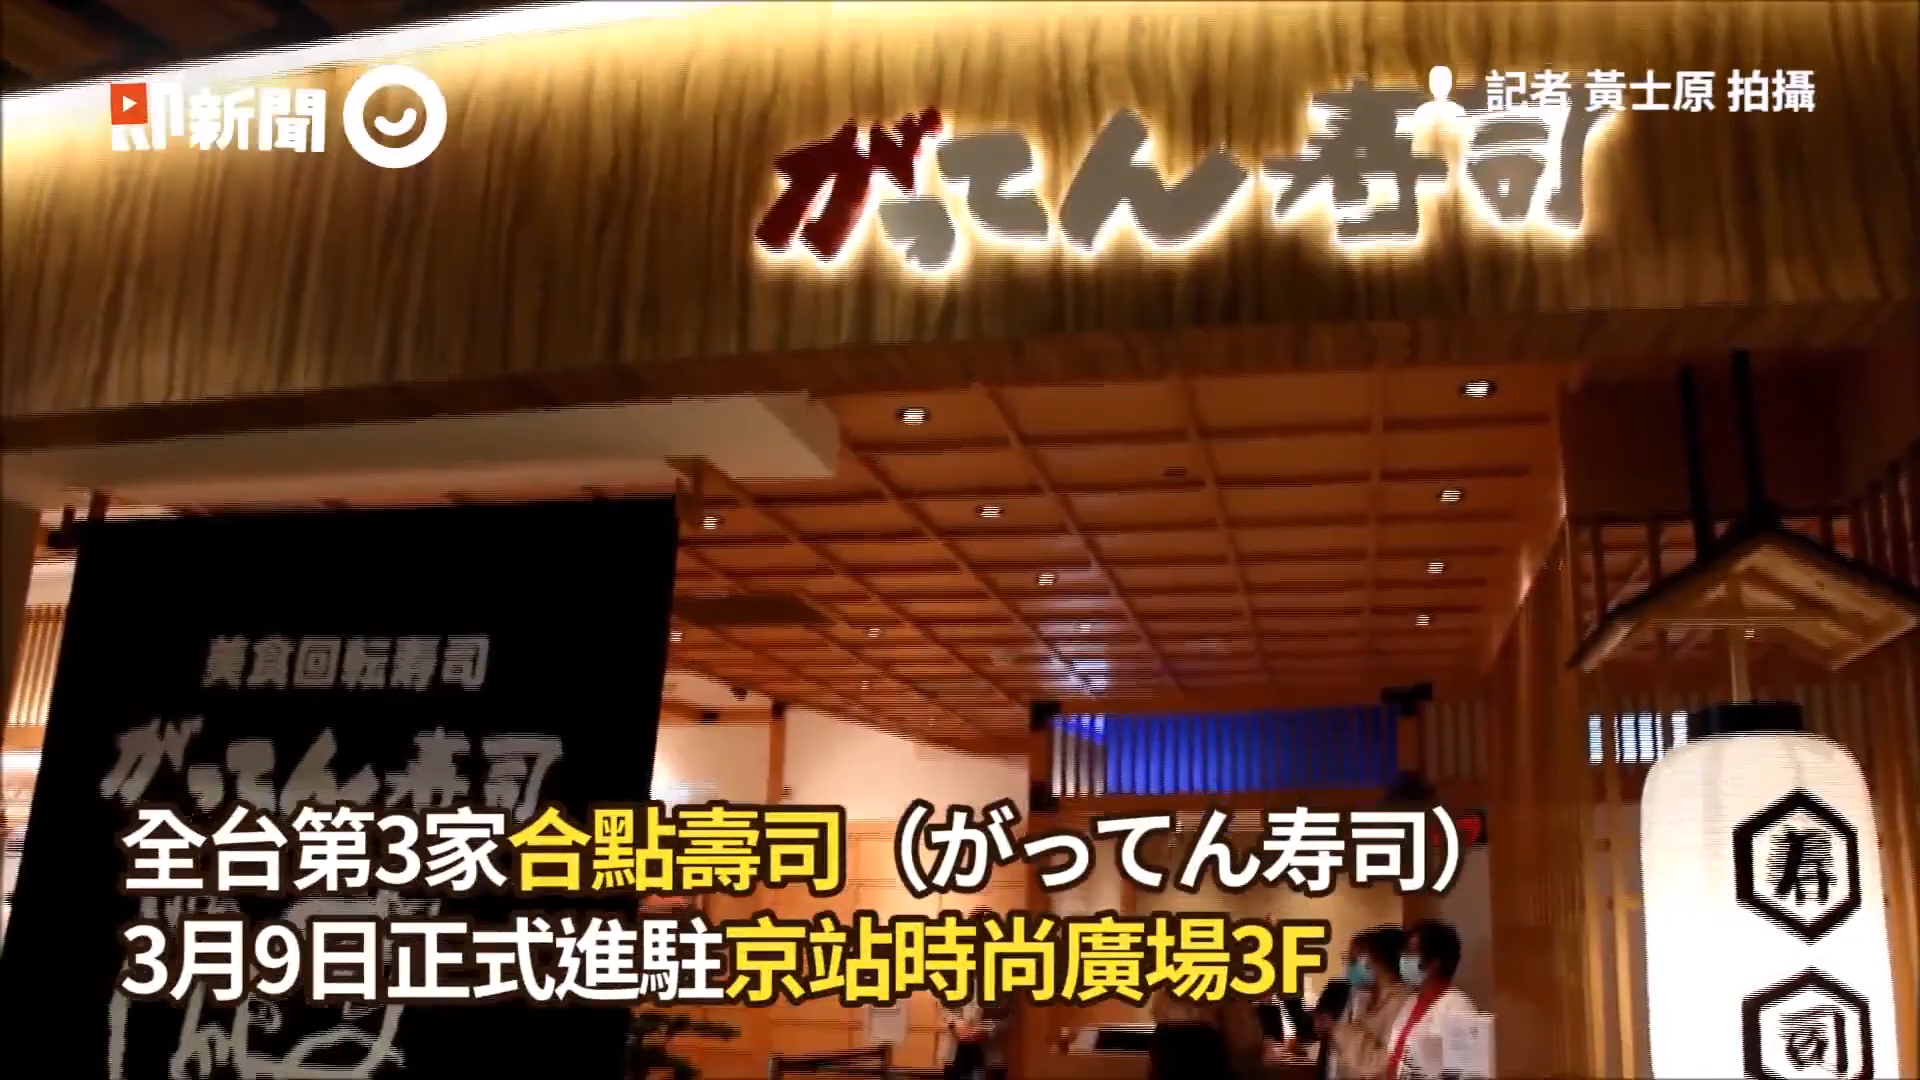 即新聞
記者 黃士原 拍攝
がってん寿司
美食回転寿司
がってん寿司
全台第3家合點壽司（がってん寿司）
3月9日正式進駐京站時尚廣場3F
寿
司